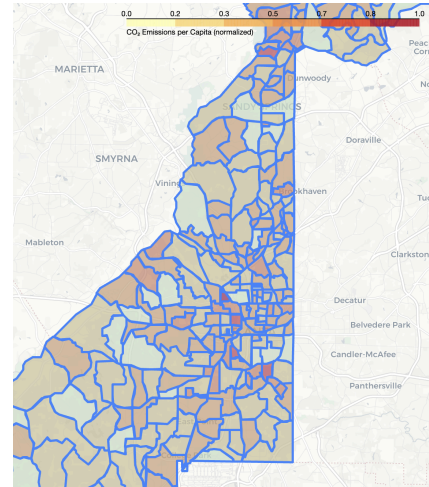 0.0 0.2 0.3 0.5 0.7 0.8 1.0
CO₂ Emissions per Capita (normalized)
MARIETTA
Dunwoody
SANDY SPRINGS
Doraville
SMYRNA
Vinings
Brookhaven
Mableton
Clarkston
Decatur
Belvedere Park
Candler-McAfee
Panthersville